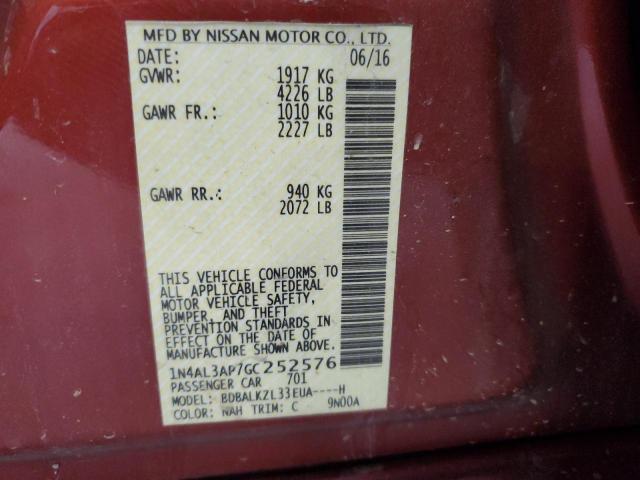 MFD BY NISSAN MOTOR CO., LTD.
DATE: 06/16
GVWR: 1917 KG
4226 LB
GAWR FR.: 1010 KG
2227 LB
GAWR RR.: 940 KG
2072 LB
THIS VEHICLE CONFORMS TO
ALL APPLICABLE FEDERAL
MOTOR VEHICLE SAFETY,
BUMPER, AND THEFT
PREVENTION STANDARDS IN
EFFECT ON THE DATE OF
MANUFACTURE SHOWN ABOVE.
1N4AL3AP7GC252576
PASSENGER CAR 701
MODEL: BDBALKZL33EUA----H
COLOR: NAH TRIM: C 9N00A